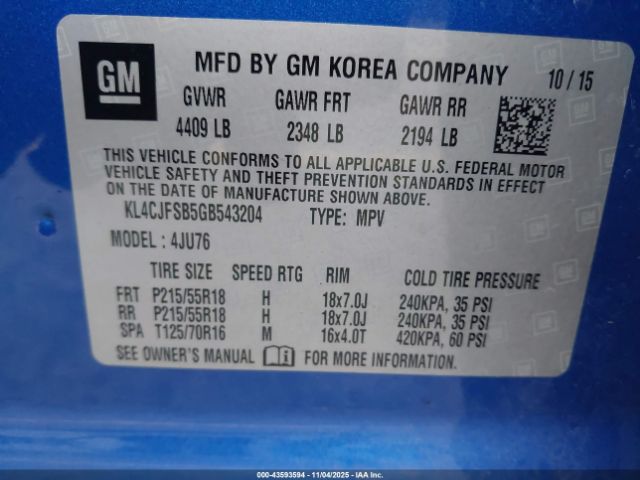 GM MFD BY GM KOREA COMPANY 10 / 15
GVWR GAWR FRT GAWR RR
4409 LB 2348 LB 2194 LB
THIS VEHICLE CONFORMS TO ALL APPLICABLE U.S. FEDERAL MOTOR
VEHICLE SAFETY AND THEFT PREVENTION STANDARDS IN EFFECT
ON THE DATE OF MANUFACTURE SHOWN ABOVE.
KL4CJFSB5GB543204 TYPE: MPV
MODEL : 4JU76
TIRE SIZE SPEED RTG RIM COLD TIRE PRESSURE
FRT P215/55R18 H 18x7.0J 240KPA, 35 PSI
RR P215/55R18 H 18x7.0J 240KPA, 35 PSI
SPA T125/70R16 M 16x4.0T 420KPA, 60 PSI
SEE OWNER'S MANUAL i FOR MORE INFORMATION.
000-43593594 - 11/04/2025 - IAA Inc.